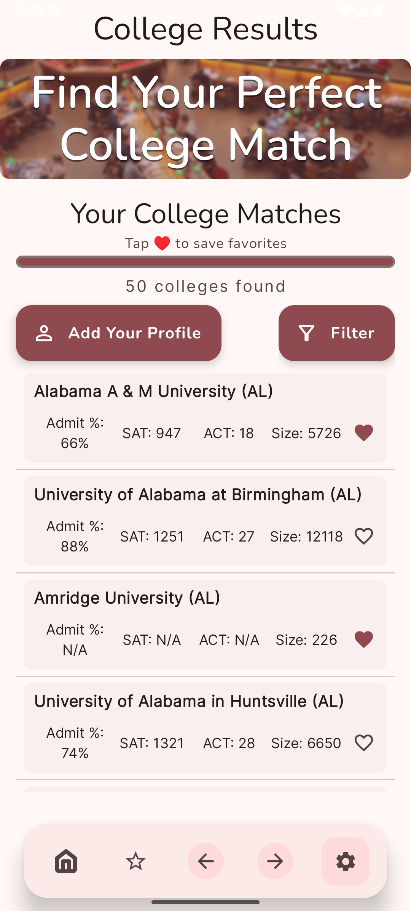 8:46
College Results
Find Your Perfect
College Match
Your College Matches
Tap ❤️ to save favorites
50 colleges found
Add Your Profile
Filter
Alabama A & M University (AL)
Admit %:
66%
SAT: 947
ACT: 18
Size: 5726
University of Alabama at Birmingham (AL)
Admit %:
88%
SAT: 1251
ACT: 27
Size: 12118
Amridge University (AL)
Admit %:
N/A
SAT: N/A
ACT: N/A
Size: 226
University of Alabama in Huntsville (AL)
Admit %:
74%
SAT: 1321
ACT: 28
Size: 6650